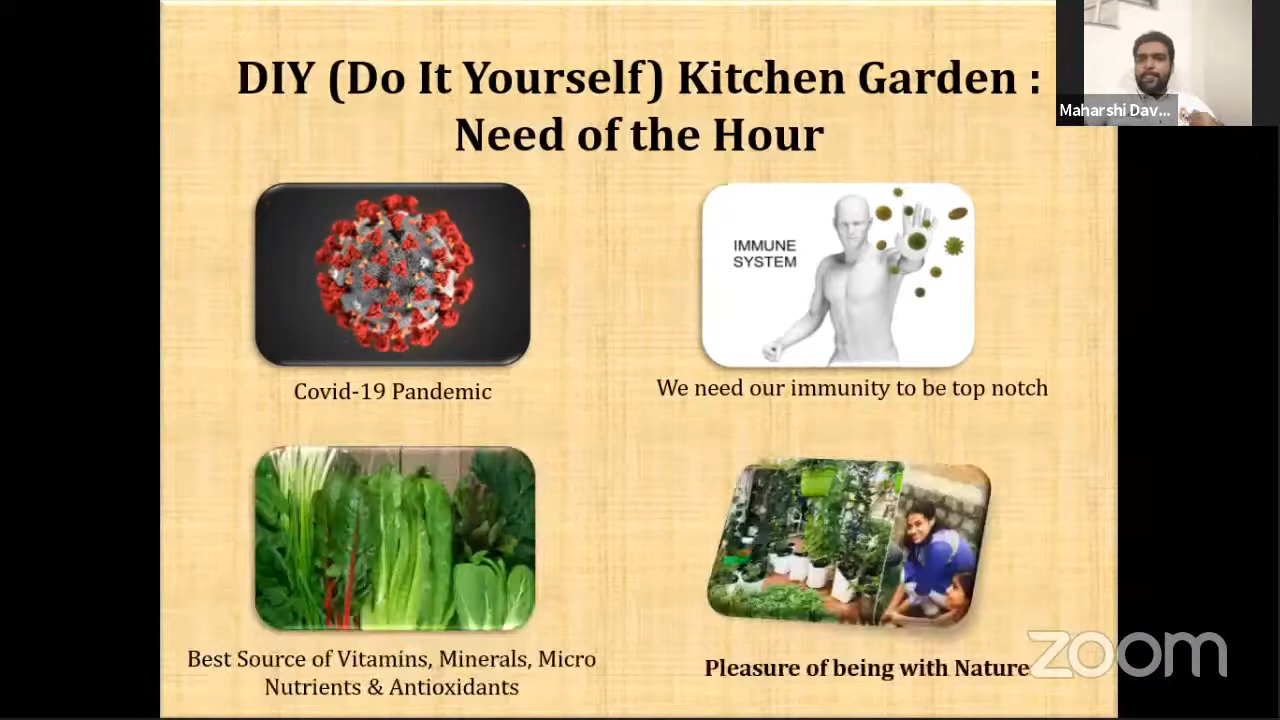 DIY (Do It Yourself) Kitchen Garden :
Need of the Hour
Maharshi Dav...
IMMUNE
SYSTEM
Covid-19 Pandemic
We need our immunity to be top notch
Best Source of Vitamins, Minerals, Micro
Nutrients & Antioxidants
Pleasure of being with Nature
zoom